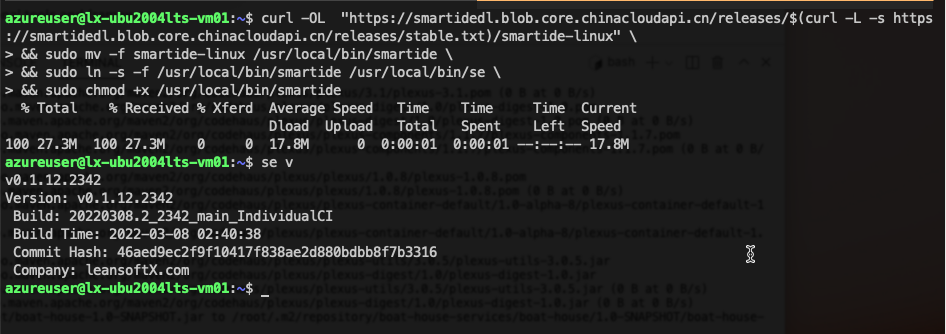 azureuser@lx-ubu2004lts-vm01:~$ curl -OL  "https://smartidedl.blob.core.chinacloudapi.cn/releases/$(curl -L -s https
://smartidedl.blob.core.chinacloudapi.cn/releases/stable.txt)/smartide-linux" \
> && sudo mv -f smartide-linux /usr/local/bin/smartide \
> && sudo ln -s -f /usr/local/bin/smartide /usr/local/bin/se \
> && sudo chmod +x /usr/local/bin/smartide
  % Total    % Received % Xferd  Average Speed   Time    Time     Time  Current
                                 Dload  Upload   Total   Spent    Left  Speed
100 27.3M  100 27.3M    0     0  17.8M      0  0:00:01  0:00:01 --:--:-- 17.8M
azureuser@lx-ubu2004lts-vm01:~$ se v
v0.1.12.2342
Version: v0.1.12.2342
 Build: 20220308.2_2342_main_IndividualCI
 Build Time: 2022-03-08 02:40:38
 Commit Hash: 46aed9ec2f9f10417f838ae2d880bdbb8f7b3316
 Company: leansoftX.com
azureuser@lx-ubu2004lts-vm01:~$ _